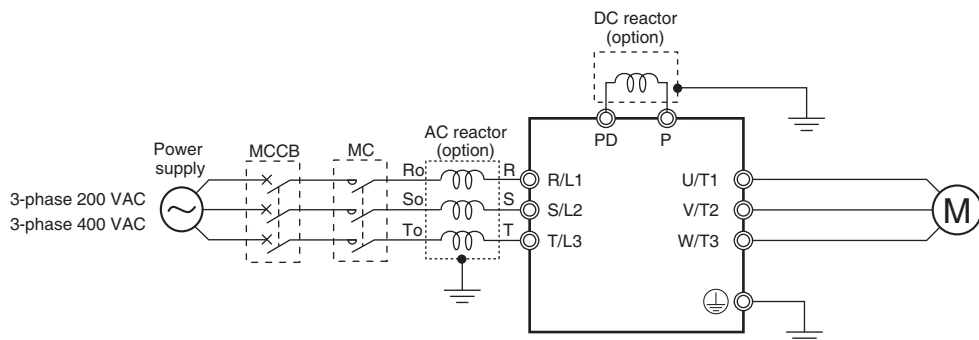 DC reactor
(option)
PD
P
AC reactor
(option)
Power
supply
MCCB
MC
3-phase 200 VAC
3-phase 400 VAC
Ro
R
R/L1
U/T1
So
S
S/L2
V/T2
To
T
T/L3
W/T3
M